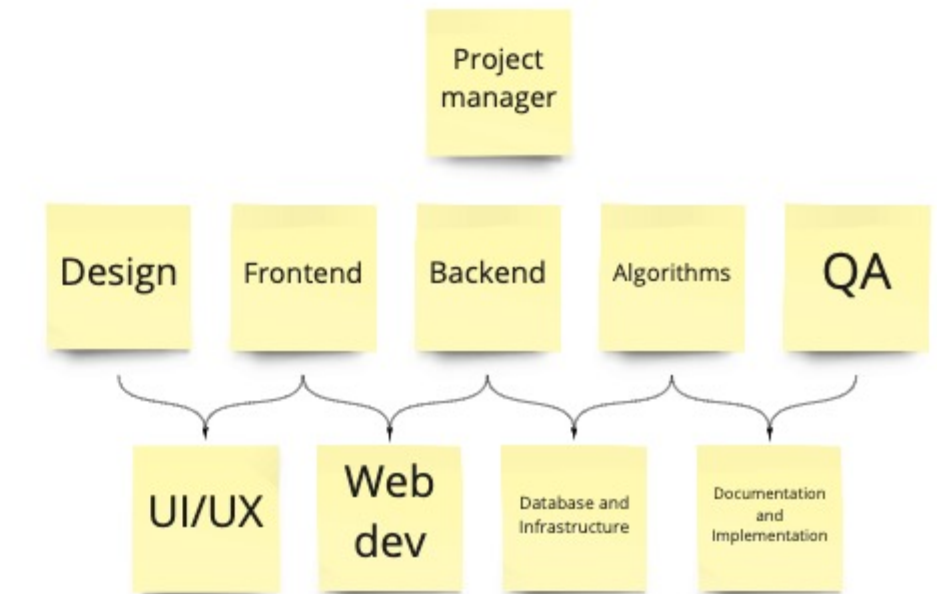 Project
manager
Design
Frontend
Backend
Algorithms
QA
UI/UX
Web
dev
Database and
Infrastructure
Documentation
and
Implementation